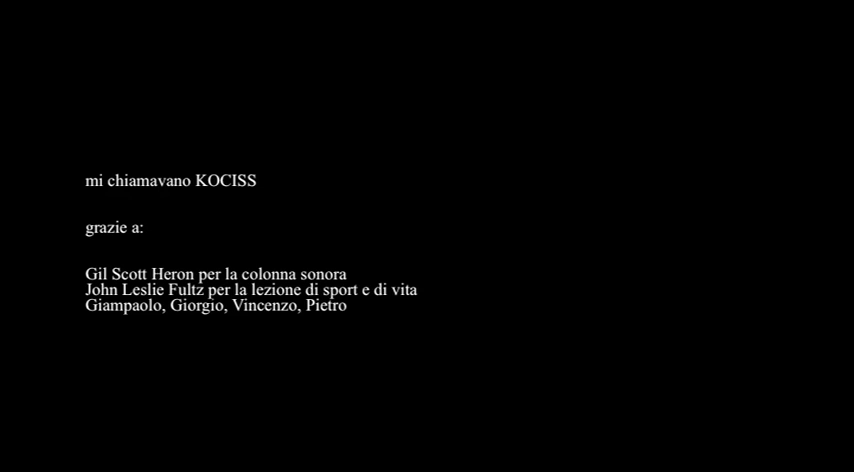 mi chiamavano KOCISS
grazie a:
Gil Scott Heron per la colonna sonora
John Leslie Fultz per la lezione di sport e di vita
Giampaolo, Giorgio, Vincenzo, Pietro